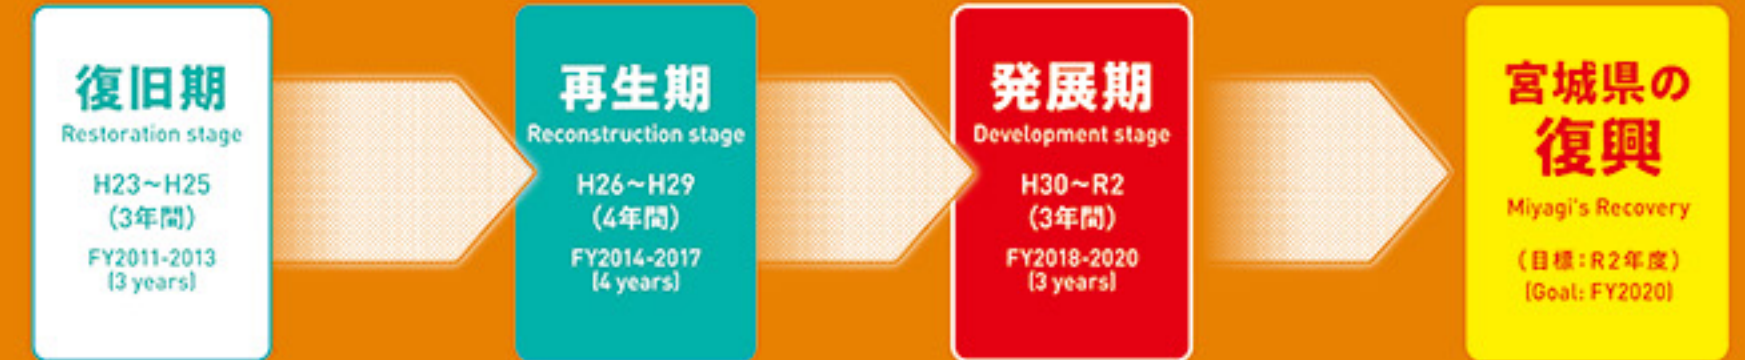 復旧期
Restoration stage
H23～H25
(3年間)
FY2011-2013
(3 years)
再生期
Reconstruction stage
H26～H29
(4年間)
FY2014-2017
(4 years)
発展期
Development stage
H30～R2
(3年間)
FY2018-2020
(3 years)
宮城県の
復興
Miyagi's Recovery
(目標：R2年度)
(Goal: FY2020)